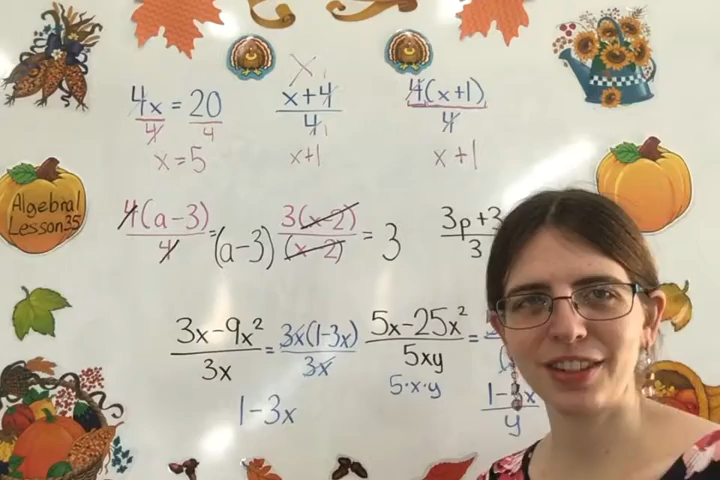 X
4x = 20
4 4
x = 5
x+4
4 1
x+1
4(x+1)
4
x+1
Algebra 1
Lesson 35
4(a-3)
4
= (a-3)
3(x-2)
(x-2)
= 3
3p+3
3
3x-9x²
3x
= 3x(1-3x)
3x
1-3x
5x-25x²
5xy
=
5·x·y
1- x
y